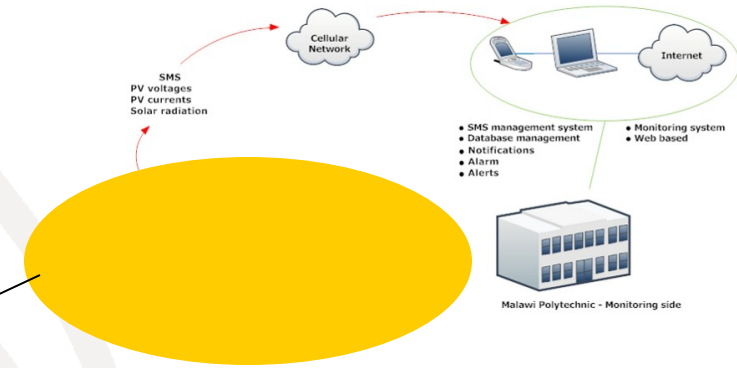 Cellular
Network
Internet
SMS
PV voltages
PV currents
Solar radiation
• SMS management system
• Database management
• Notifications
• Alarm
• Alerts
• Monitoring system
• Web based
Malawi Polytechnic - Monitoring side